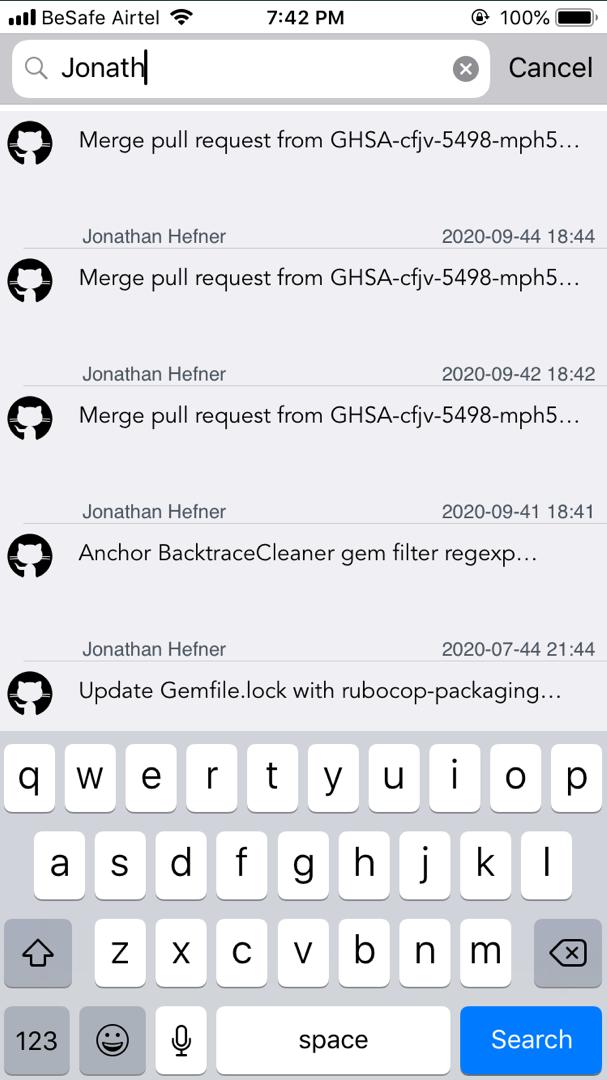 BeSafe Airtel 7:42 PM 100%
Jonath Cancel
Merge pull request from GHSA-cfjv-5498-mph5...
Jonathan Hefner 2020-09-44 18:44
Merge pull request from GHSA-cfjv-5498-mph5...
Jonathan Hefner 2020-09-42 18:42
Merge pull request from GHSA-cfjv-5498-mph5...
Jonathan Hefner 2020-09-41 18:41
Anchor BacktraceCleaner gem filter regexp...
Jonathan Hefner 2020-07-44 21:44
Update Gemfile.lock with rubocop-packaging...
q w e r t y u i o p
a s d f g h j k l
z x c v b n m
123 space Search